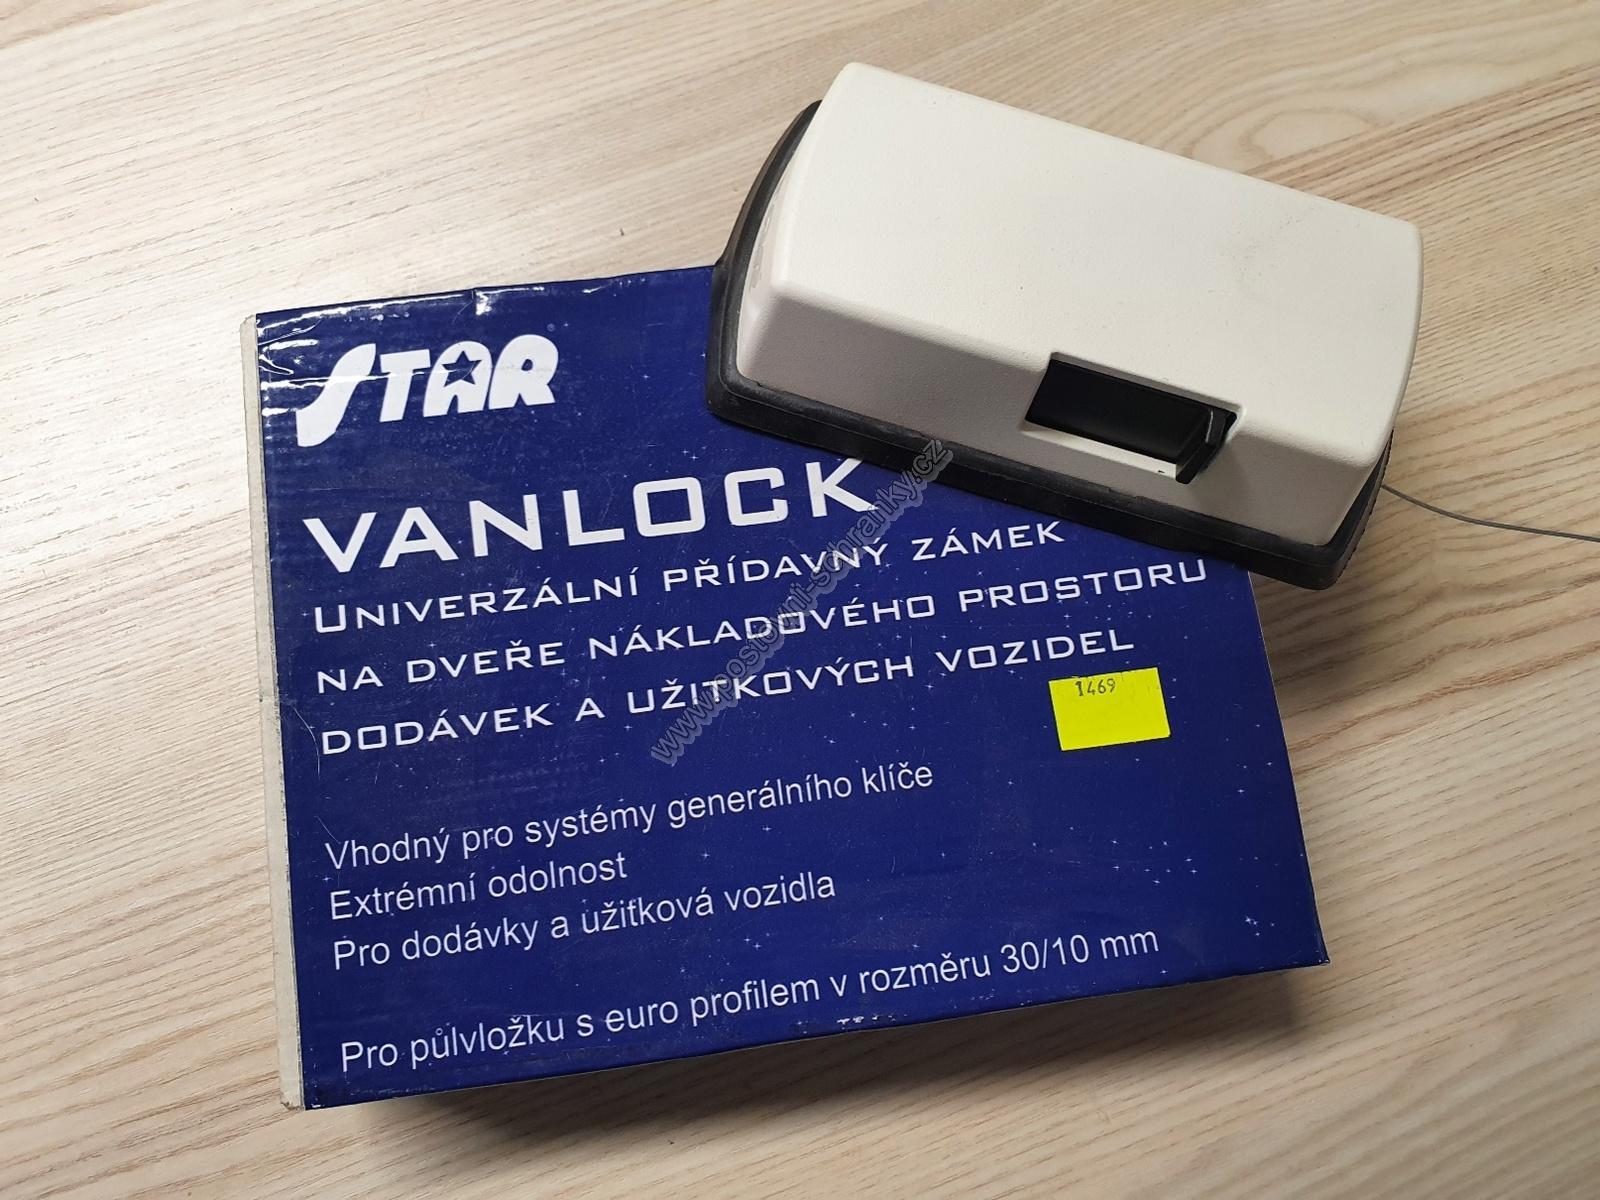 STAR
VANLOCK
UNIVERZÁLNÍ PŘÍDAVNÝ ZÁMEK
NA DVEŘE NÁKLADOVÉHO PROSTORU
DODÁVEK A UŽITKOVÝCH VOZIDEL
1469
Vhodný pro systémy generálního klíče
Extrémní odolnost
Pro dodávky a užitková vozidla
Pro půlvložku s euro profilem v rozměru 30/10 mm
www.postovni-schranky.cz